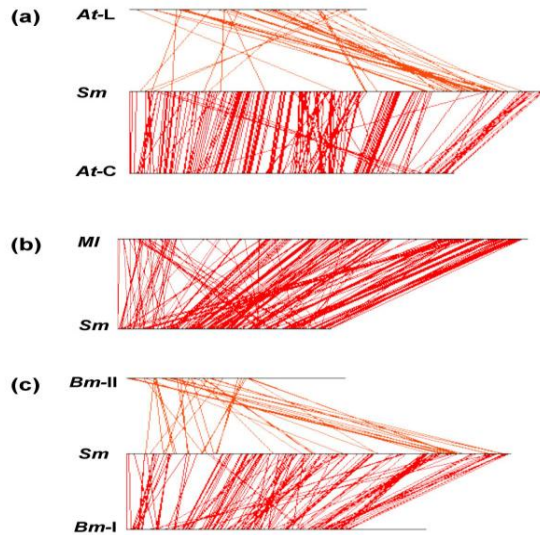 (a)
At-L
Sm
At-C
(b)
Ml
Sm
(c)
Bm-II
Sm
Bm-I